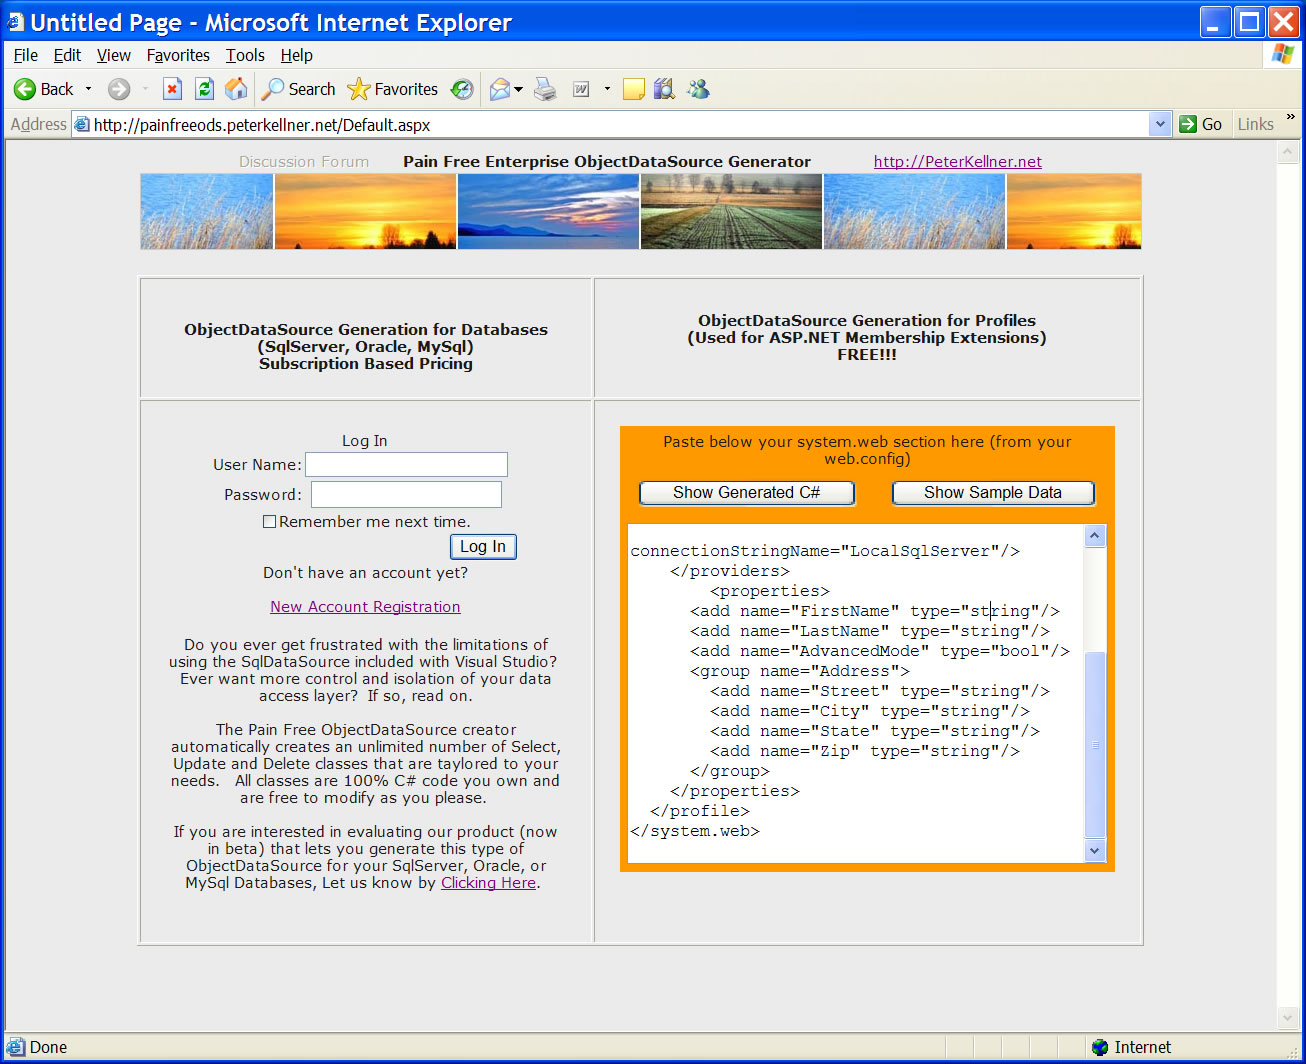 Untitled Page - Microsoft Internet Explorer
File Edit View Favorites Tools Help
Back Search Favorites
Address http://painfreeods.peterkellner.net/Default.aspx Go Links »
Discussion Forum Pain Free Enterprise ObjectDataSource Generator http://PeterKellner.net
ObjectDataSource Generation for Databases
(SqlServer, Oracle, MySql)
Subscription Based Pricing
ObjectDataSource Generation for Profiles
(Used for ASP.NET Membership Extensions)
FREE!!!
Log In
User Name:
Password:
Remember me next time.
Log In
Don't have an account yet?
New Account Registration
Do you ever get frustrated with the limitations of
using the SqlDataSource included with Visual Studio?
Ever want more control and isolation of your data
access layer? If so, read on.
The Pain Free ObjectDataSource creator
automatically creates an unlimited number of Select,
Update and Delete classes that are taylored to your
needs. All classes are 100% C# code you own and
are free to modify as you please.
If you are interested in evaluating our product (now
in beta) that lets you generate this type of
ObjectDataSource for your SqlServer, Oracle, or
MySql Databases, Let us know by Clicking Here.
Paste below your system.web section here (from your
web.config)
Show Generated C# Show Sample Data
connectionStringName="LocalSqlServer"/>
</providers>
<properties>
<add name="FirstName" type="string"/>
<add name="LastName" type="string"/>
<add name="AdvancedMode" type="bool"/>
<group name="Address">
<add name="Street" type="string"/>
<add name="City" type="string"/>
<add name="State" type="string"/>
<add name="Zip" type="string"/>
</group>
</properties>
</profile>
</system.web>
Done Internet